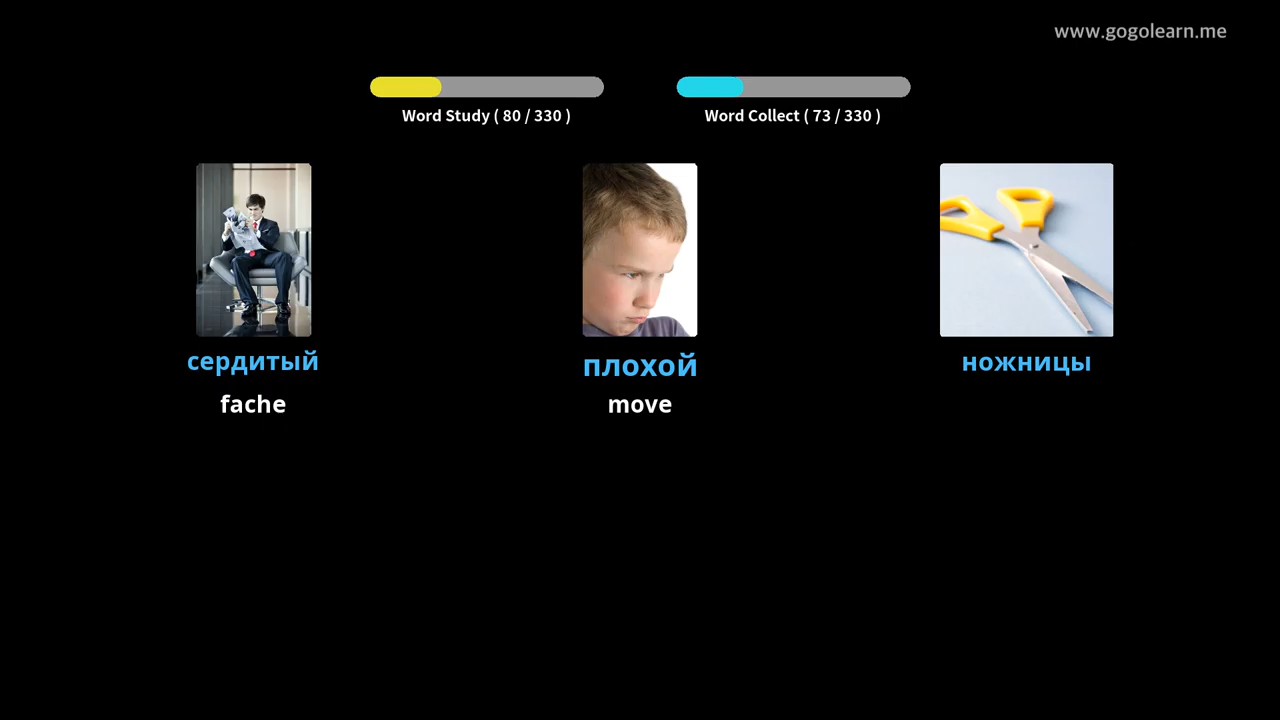 www.gogolearn.me
Word Study ( 80 / 330 )
Word Collect ( 73 / 330 )
сердитый
плохой
ножницы
fache
move